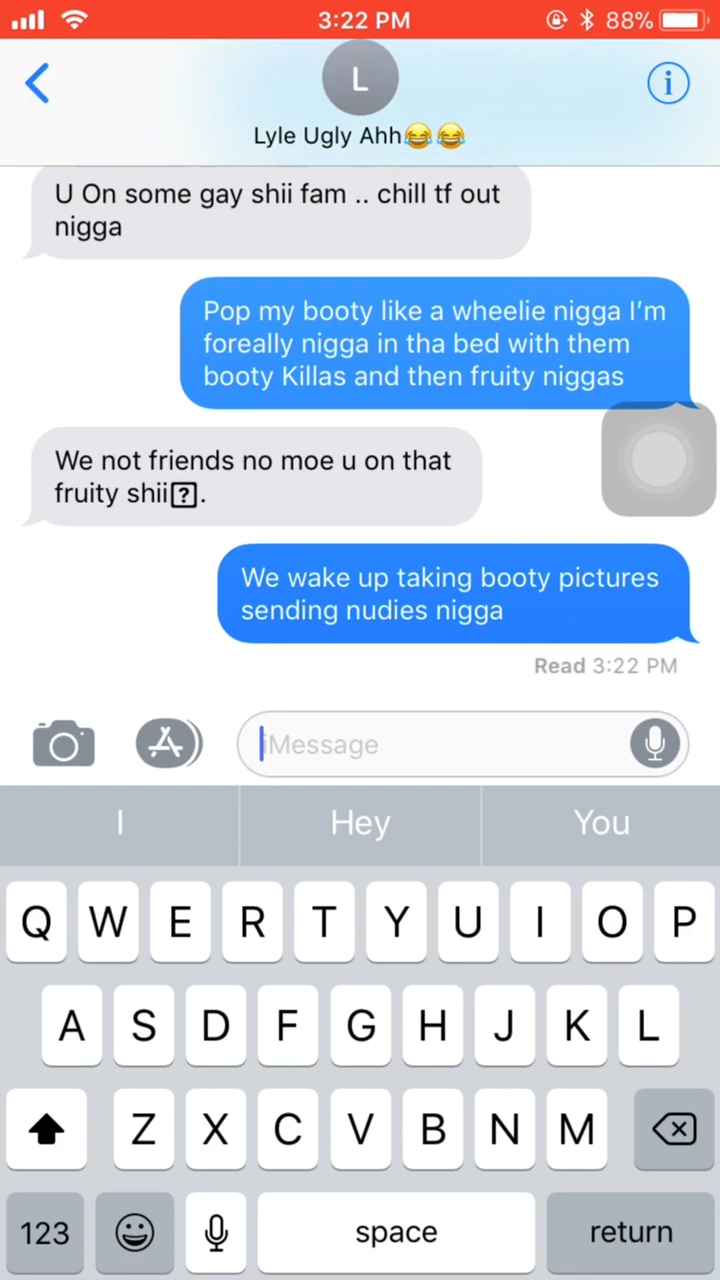 3:22 PM
88%
L
Lyle Ugly Ahh😂😂
U On some gay shii fam .. chill tf out
nigga
Pop my booty like a wheelie nigga I’m
foreally nigga in tha bed with them
booty Killas and then fruity niggas
We not friends no moe u on that
fruity shii⍰.
We wake up taking booty pictures
sending nudies nigga
Read 3:22 PM
iMessage
I Hey You
Q W E R T Y U I O P
A S D F G H J K L
Z X C V B N M
123 space return